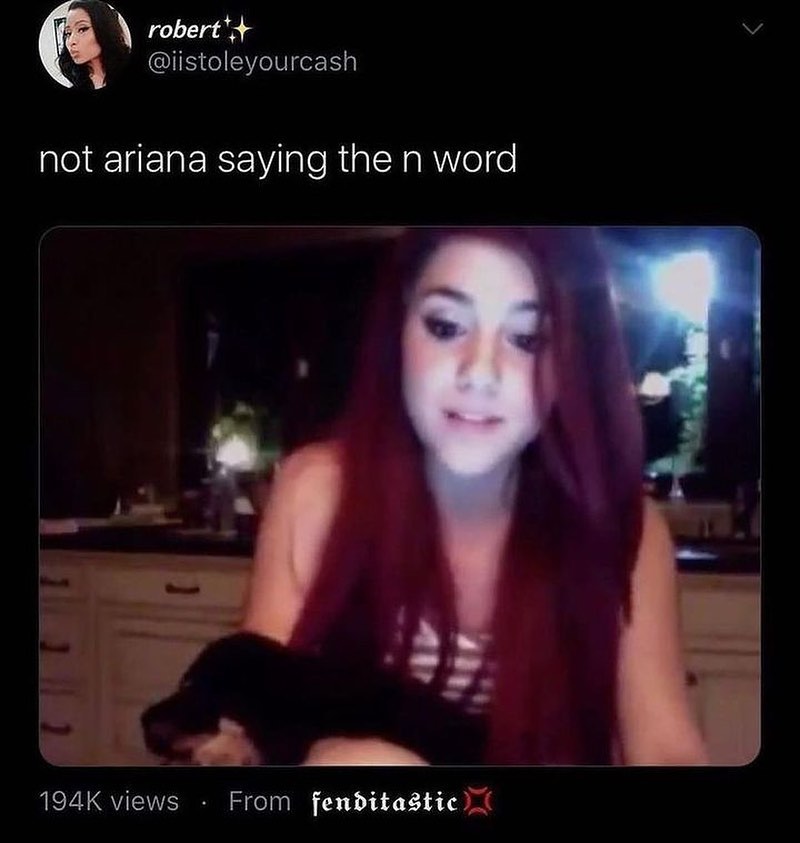 robert✨
@iistoleyourcash
not ariana saying the n word
194K views · From 𝖋𝖊𝖓𝖉𝖎𝖙𝖆𝖘𝖙𝖎𝖈💢